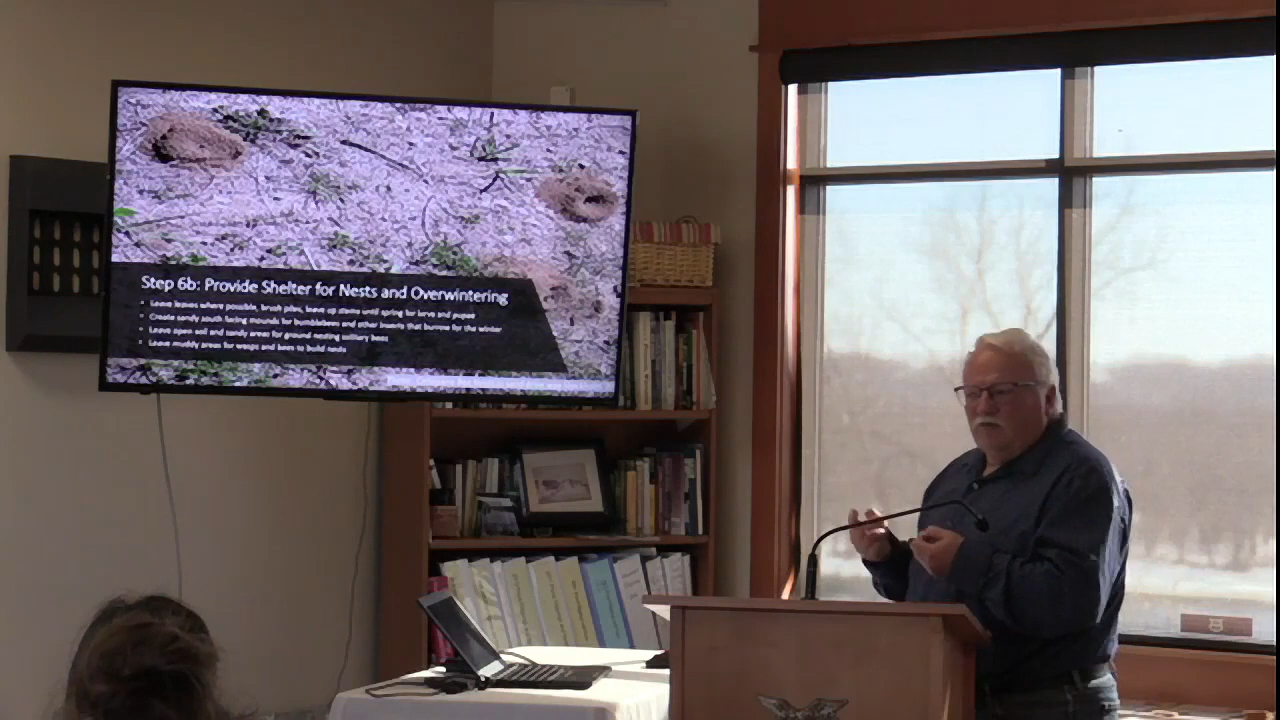 Step 6b: Provide Shelter for Nests and Overwintering
Leave leaves where possible, brush piles, leave up stems until spring for larva and pupae
Create sandy south facing mounds for bumblebees and other insects that burrow for the winter
Leave open soil and sandy areas for ground nesting solitary bees
Leave muddy areas for wasps and bees to build nests